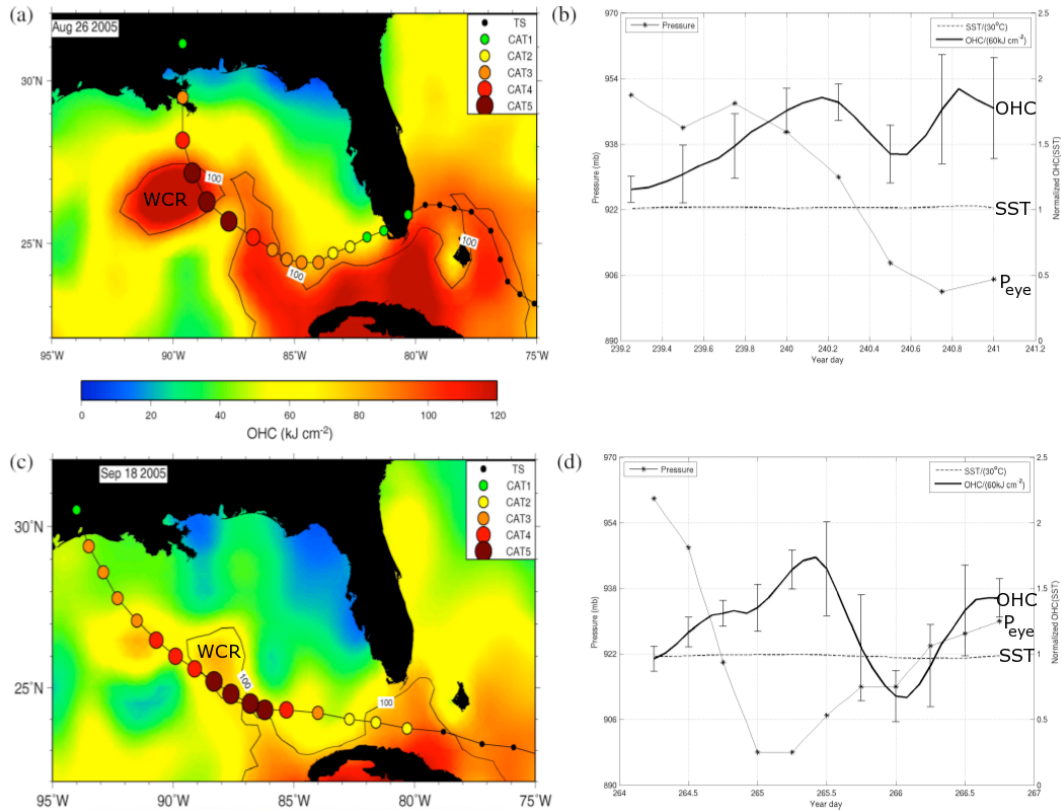 (a)
Aug 26 2005
TS
CAT1
CAT2
CAT3
CAT4
CAT5
WCR
100
100
100
30˚N
25˚N
95˚W 90˚W 85˚W 80˚W 75˚W
(b)
Pressure
SST/(30°C)
OHC/(60kJ cm⁻²)
OHC
SST
Peye
970
954
938
922
906
890
Pressure (mb)
2.5
2
1.5
1
0.5
0
Normalized OHC(SST)
239.2 239.4 239.6 239.8 240 240.2 240.4 240.6 240.8 241 241.2
Year day
0 20 40 60 80 100 120
OHC (kJ cm⁻²)
(c)
Sep 18 2005
TS
CAT1
CAT2
CAT3
CAT4
CAT5
WCR
100
100
30˚N
25˚N
95˚W 90˚W 85˚W 80˚W 75˚W
(d)
Pressure
SST/(30°C)
OHC/(60kJ cm⁻²)
OHC
Peye
SST
970
954
938
922
906
890
Pressure (mb)
2.5
2
1.5
1
0.5
0
Normalized OHC(SST)
264 264.5 265 265.5 266 266.5 267
Year day